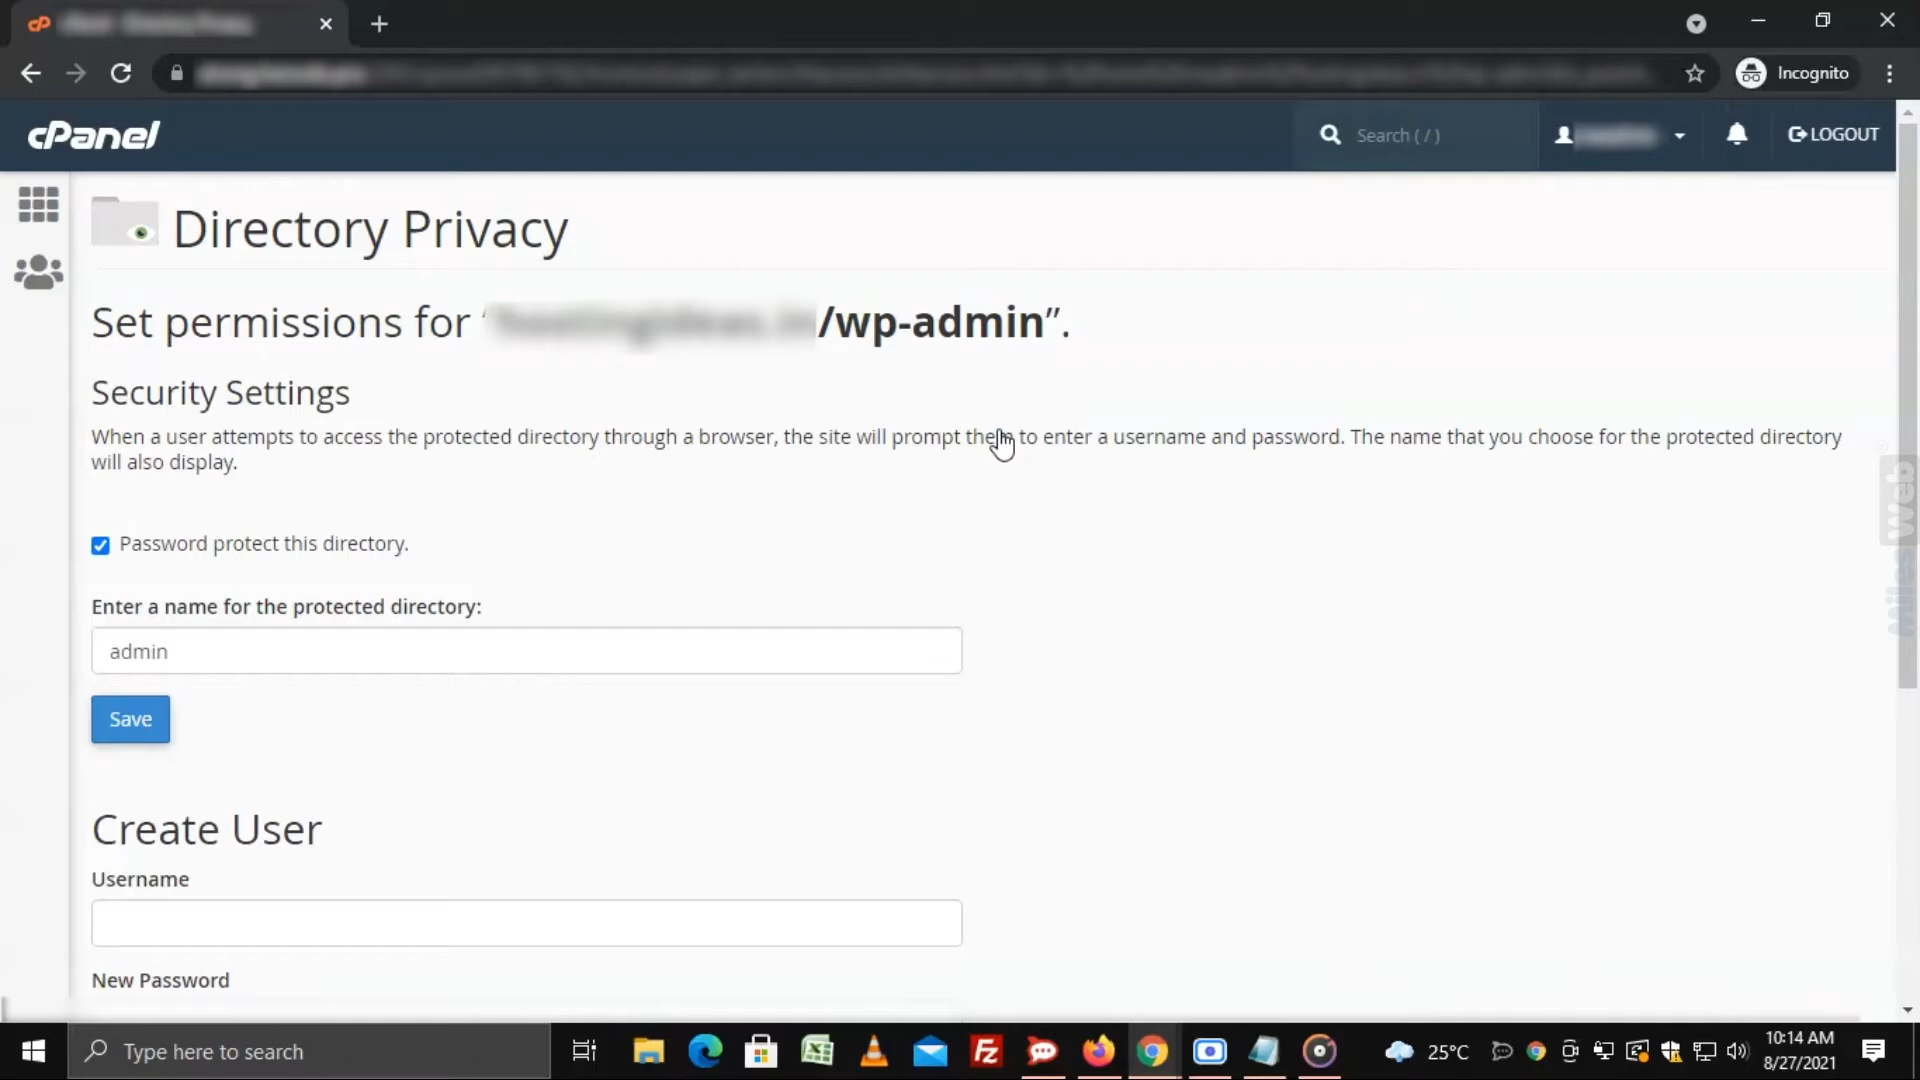 Incognito
cPanel
Search ( / )
LOGOUT
Directory Privacy
Set permissions for “/wp-admin”.
Security Settings
When a user attempts to access the protected directory through a browser, the site will prompt them to enter a username and password. The name that you choose for the protected directory
will also display.
Password protect this directory.
Enter a name for the protected directory:
admin
Save
Create User
Username
New Password
MilesWeb
Type here to search
25°C
10:14 AM
8/27/2021